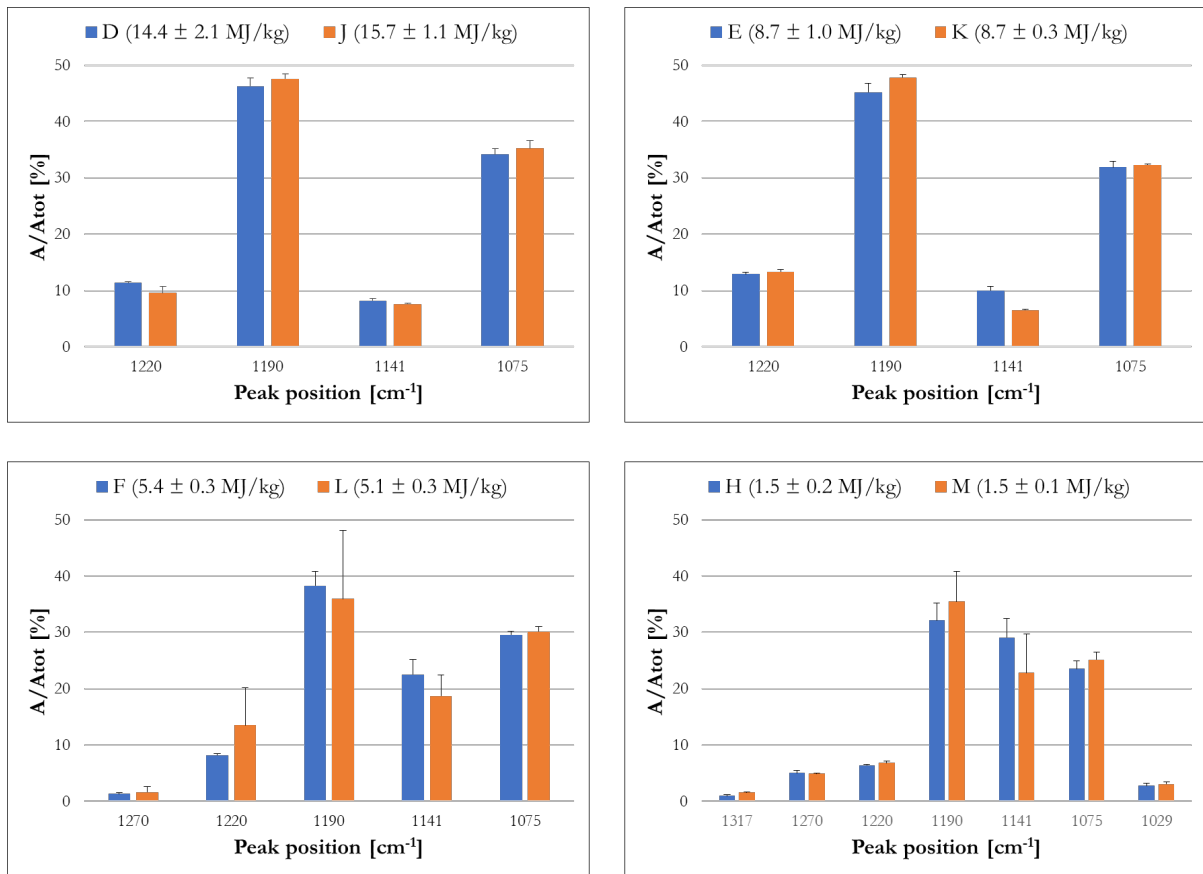 D (14.4 ± 2.1 MJ/kg) J (15.7 ± 1.1 MJ/kg)
50
40
30
20
10
0
A/Atot [%]
1220 1190 1141 1075
Peak position [cm-1]
E (8.7 ± 1.0 MJ/kg) K (8.7 ± 0.3 MJ/kg)
50
40
30
20
10
0
A/Atot [%]
1220 1190 1141 1075
Peak position [cm-1]
F (5.4 ± 0.3 MJ/kg) L (5.1 ± 0.3 MJ/kg)
50
40
30
20
10
0
A/Atot [%]
1270 1220 1190 1141 1075
Peak position [cm-1]
H (1.5 ± 0.2 MJ/kg) M (1.5 ± 0.1 MJ/kg)
50
40
30
20
10
0
A/Atot [%]
1317 1270 1220 1190 1141 1075 1029
Peak position [cm-1]